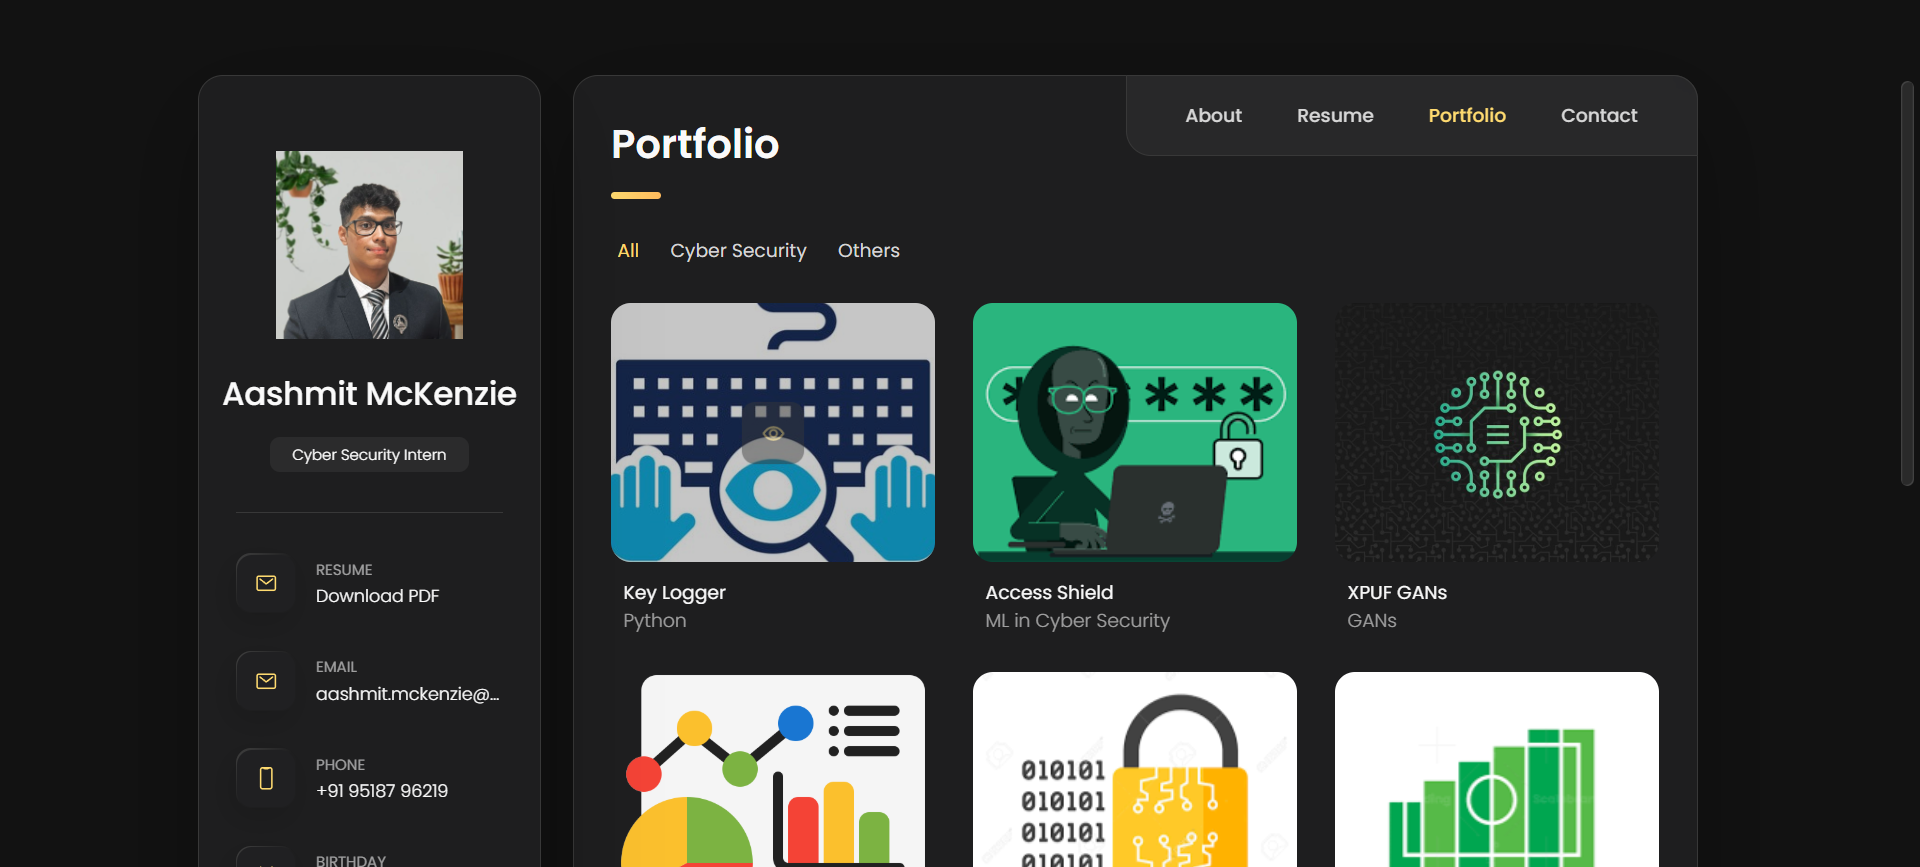 About
Resume
Portfolio
Contact
Portfolio
All
Cyber Security
Others
Aashmit McKenzie
Cyber Security Intern
RESUME
Download PDF
EMAIL
aashmit.mckenzie@...
PHONE
+91 95187 96219
BIRTHDAY
Key Logger
Python
Access Shield
ML in Cyber Security
XPUF GANs
GANs
010101
010101
010101
010101